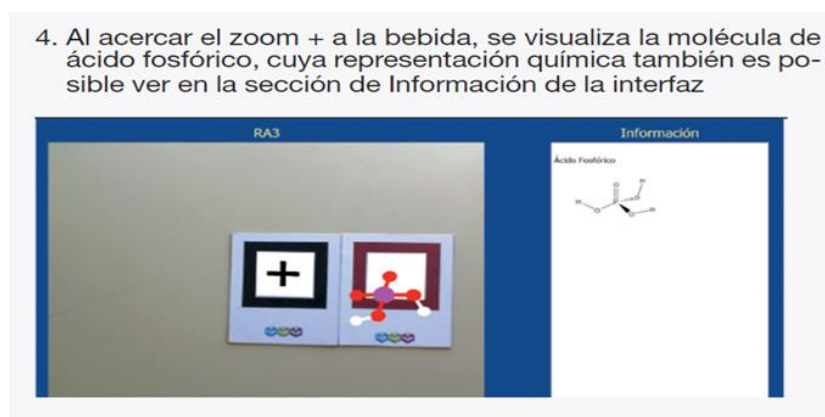 4. Al acercar el zoom + a la bebida, se visualiza la molécula de
ácido fosfórico, cuya representación química también es po-
sible ver en la sección de Información de la interfaz
RA3
Información
Ácido Fosfórico
+